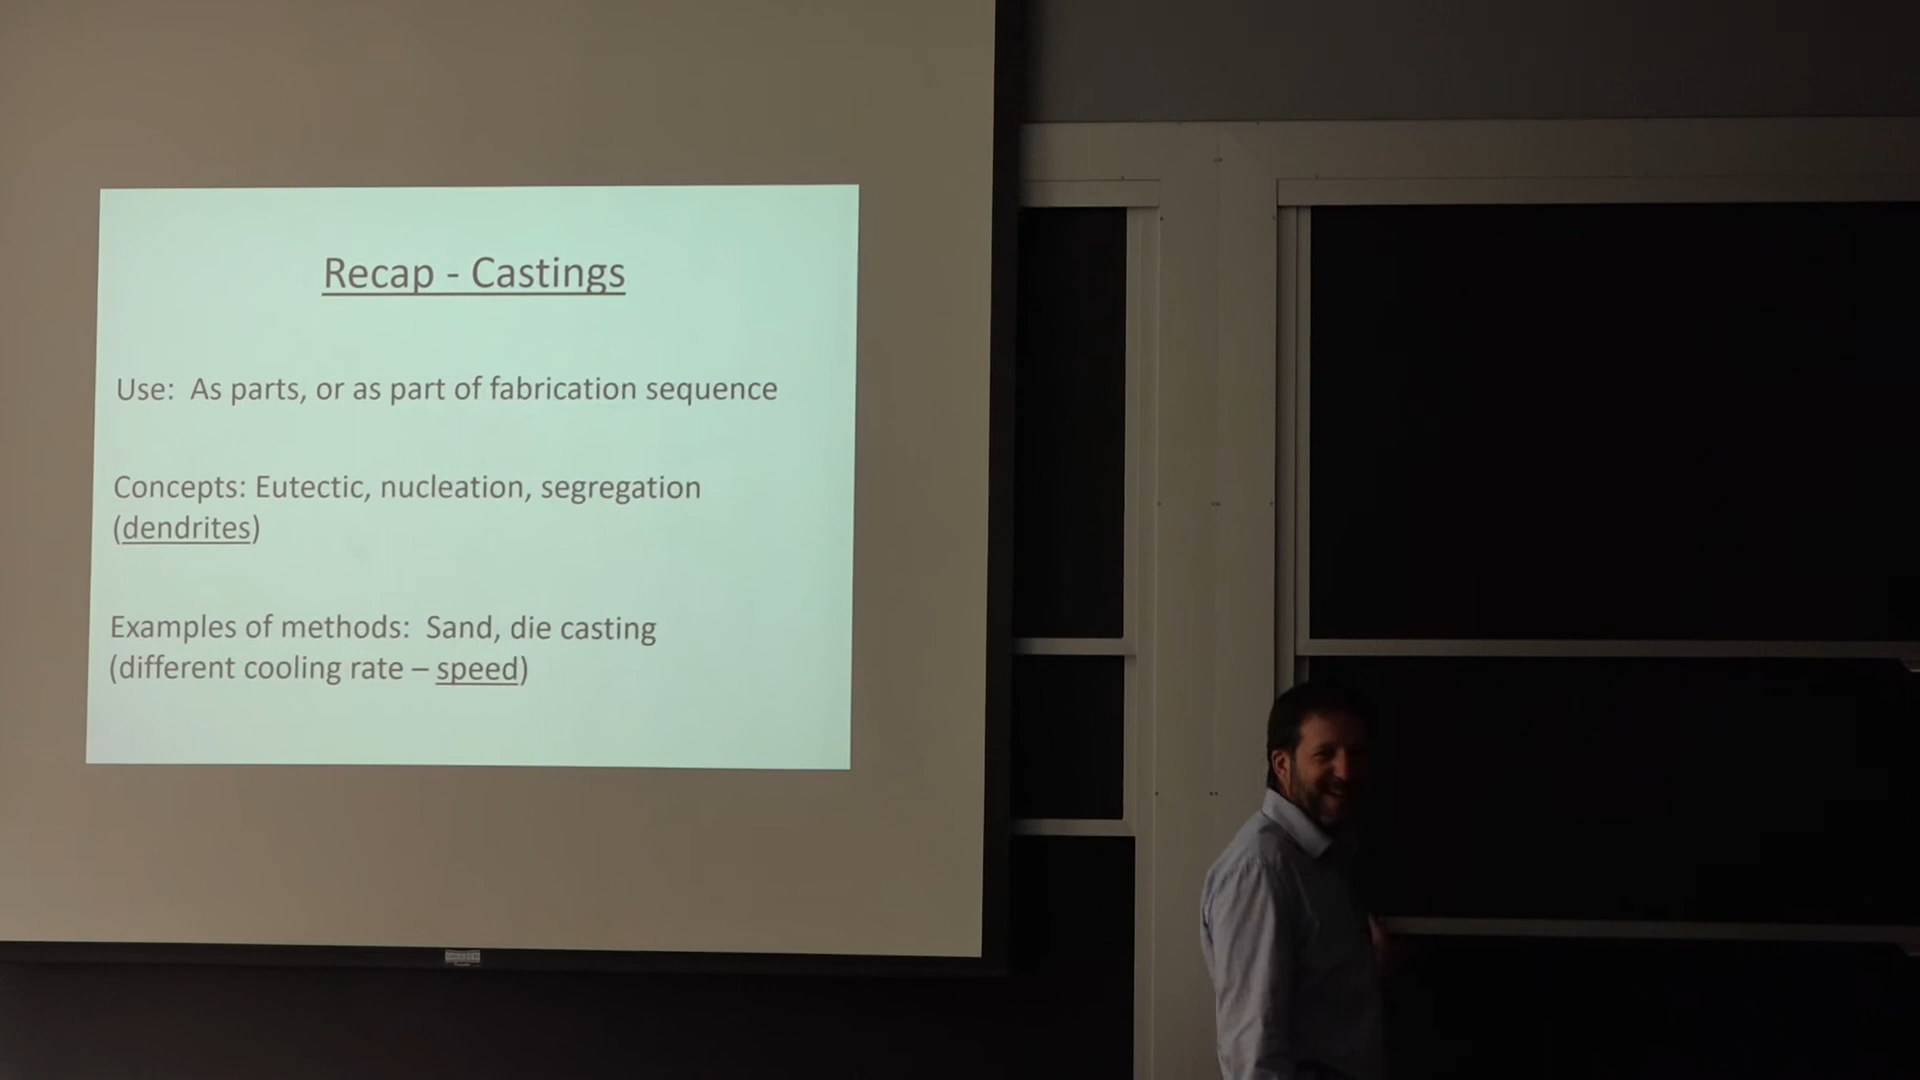 Recap - Castings
Use: As parts, or as part of fabrication sequence
Concepts: Eutectic, nucleation, segregation
(dendrites)
Examples of methods: Sand, die casting
(different cooling rate – speed)